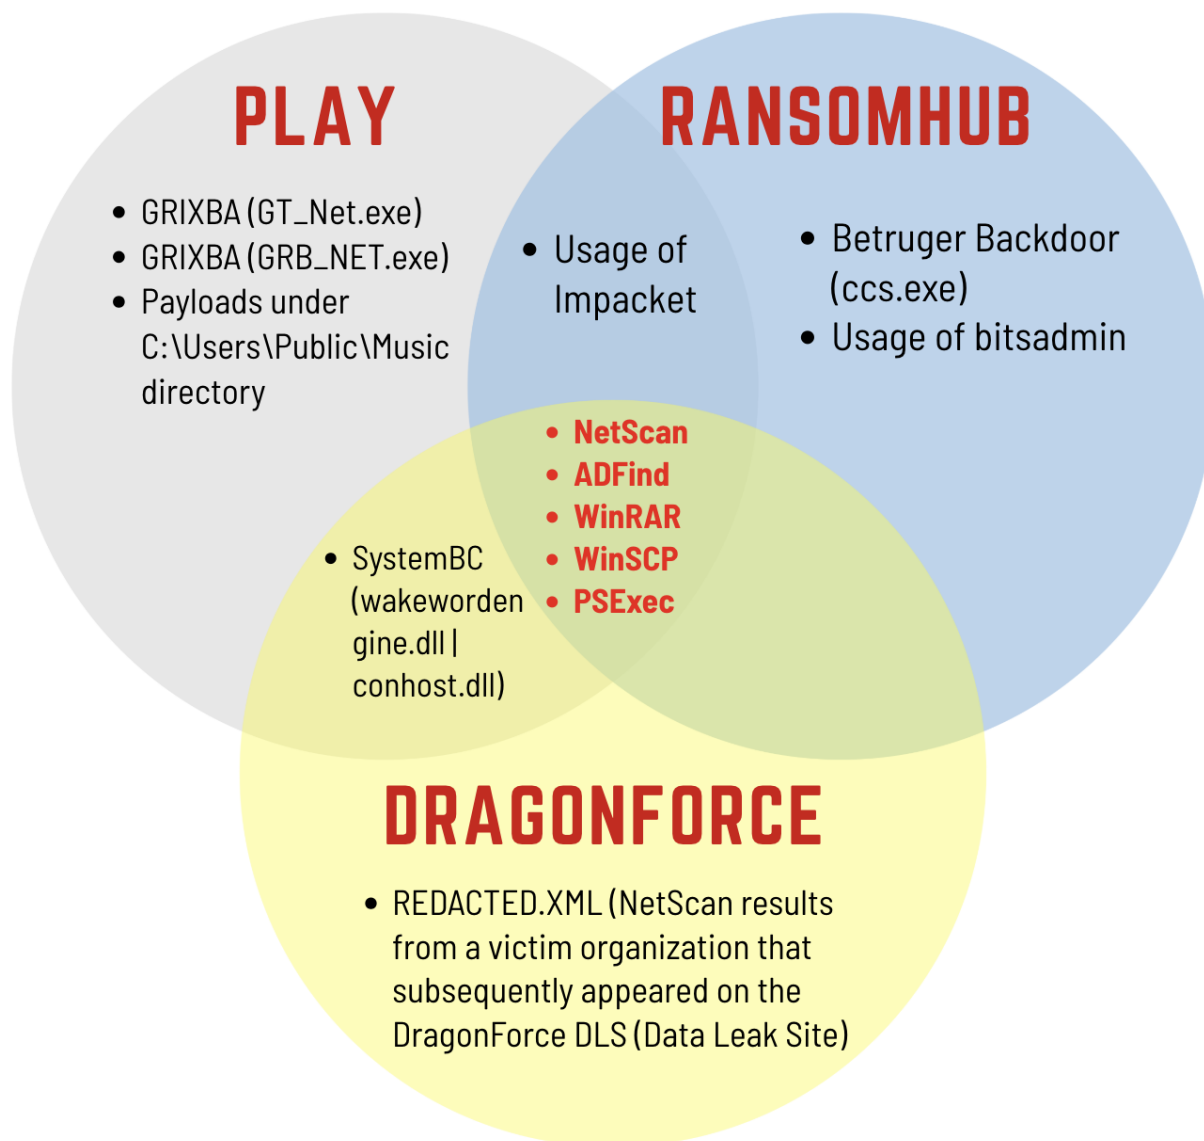 PLAY
• GRIXBA (GT_Net.exe)
• GRIXBA (GRB_NET.exe)
• Payloads under
C:\Users\Public\Music
directory
RANSOMHUB
• Betruger Backdoor
(ccs.exe)
• Usage of bitsadmin
• Usage of
Impacket
• NetScan
• ADFind
• WinRAR
• WinSCP
• PSExec
• SystemBC
(wakeworden
gine.dll |
conhost.dll)
DRAGONFORCE
• REDACTED.XML (NetScan results
from a victim organization that
subsequently appeared on the
DragonForce DLS (Data Leak Site)